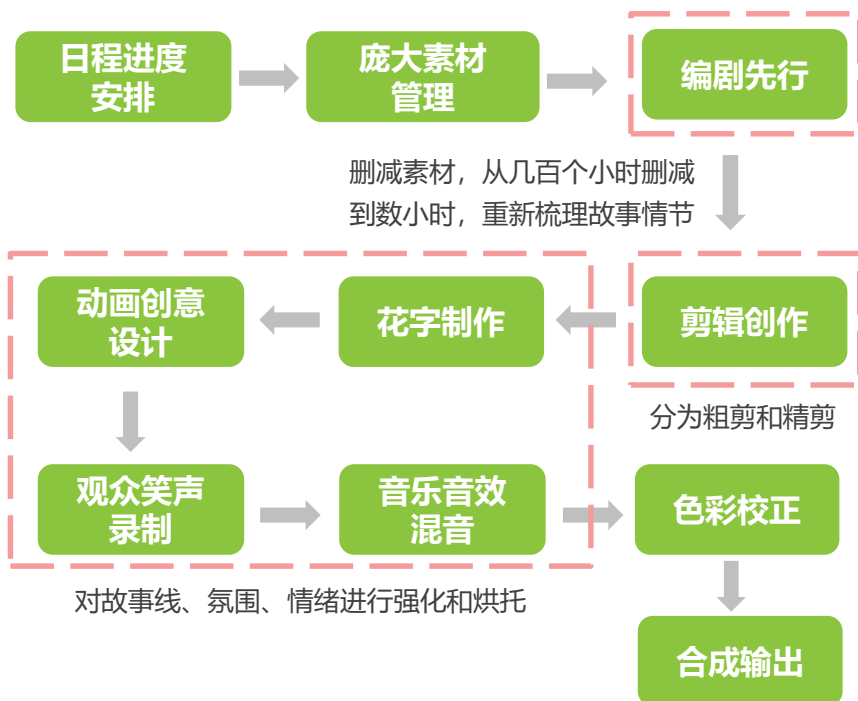 日程进度
安排
庞大素材
管理
编剧先行
删减素材，从几百个小时删减
到数小时，重新梳理故事情节
动画创意
设计
花字制作
剪辑创作
分为粗剪和精剪
观众笑声
录制
音乐音效
混音
色彩校正
对故事线、氛围、情绪进行强化和烘托
合成输出